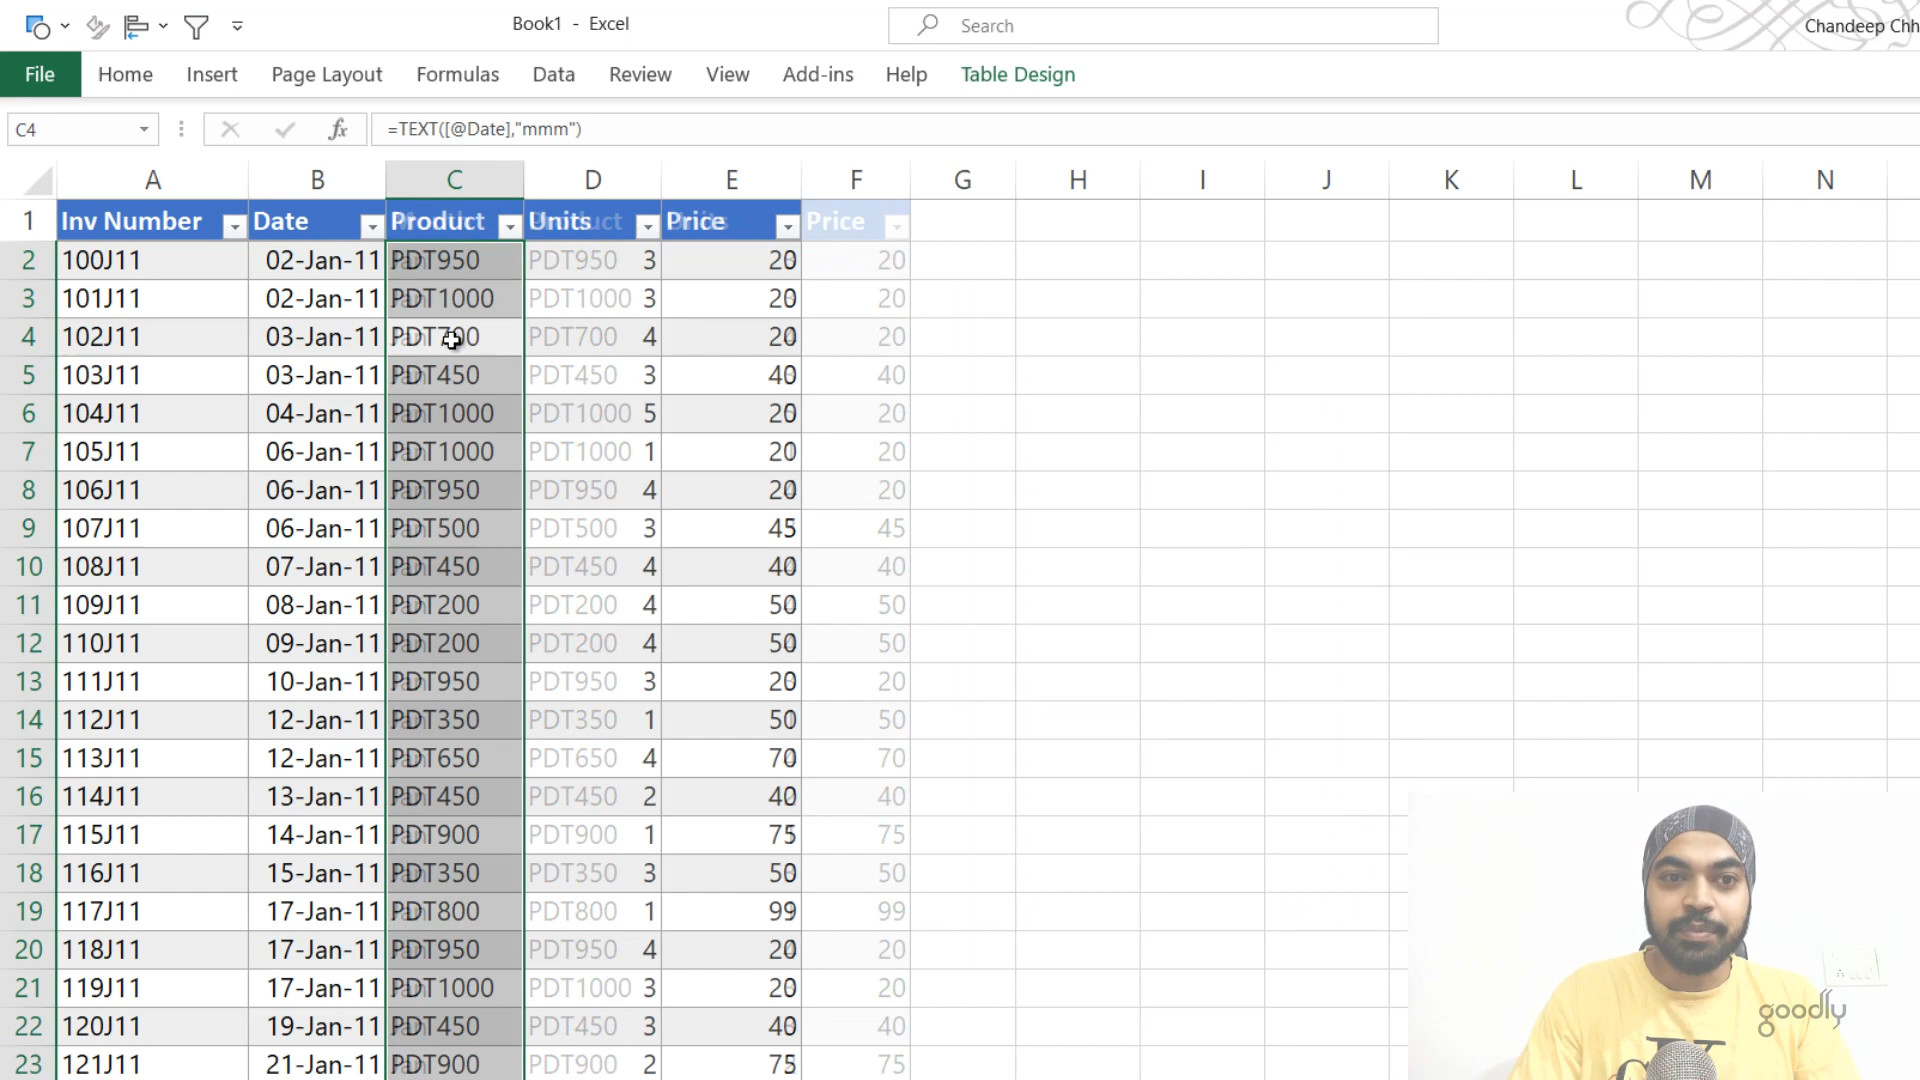 Book1 - Excel
Search
Chandeep Chh
File Home Insert Page Layout Formulas Data Review View Add-ins Help Table Design
C4
fx
=TEXT([@Date],"mmm")
A B C D E F G H I J K L M N
1 Inv Number Date Product Units Price Price
2 100J11 02-Jan-11 PDT950 PDT950 3 20 20
3 101J11 02-Jan-11 PDT1000 PDT1000 3 20 20
4 102J11 03-Jan-11 PDT700 PDT700 4 20 20
5 103J11 03-Jan-11 PDT450 PDT450 3 40 40
6 104J11 04-Jan-11 PDT1000 PDT1000 5 20 20
7 105J11 06-Jan-11 PDT1000 PDT1000 1 20 20
8 106J11 06-Jan-11 PDT950 PDT950 4 20 20
9 107J11 06-Jan-11 PDT500 PDT500 3 45 45
10 108J11 07-Jan-11 PDT450 PDT450 4 40 40
11 109J11 08-Jan-11 PDT200 PDT200 4 50 50
12 110J11 09-Jan-11 PDT200 PDT200 4 50 50
13 111J11 10-Jan-11 PDT950 PDT950 3 20 20
14 112J11 12-Jan-11 PDT350 PDT350 1 50 50
15 113J11 12-Jan-11 PDT650 PDT650 4 70 70
16 114J11 13-Jan-11 PDT450 PDT450 2 40 40
17 115J11 14-Jan-11 PDT900 PDT900 1 75 75
18 116J11 15-Jan-11 PDT350 PDT350 3 50 50
19 117J11 17-Jan-11 PDT800 PDT800 1 99 99
20 118J11 17-Jan-11 PDT950 PDT950 4 20 20
21 119J11 17-Jan-11 PDT1000 PDT1000 3 20 20
22 120J11 19-Jan-11 PDT450 PDT450 3 40 40
23 121J11 21-Jan-11 PDT900 PDT900 2 75 75
goodly